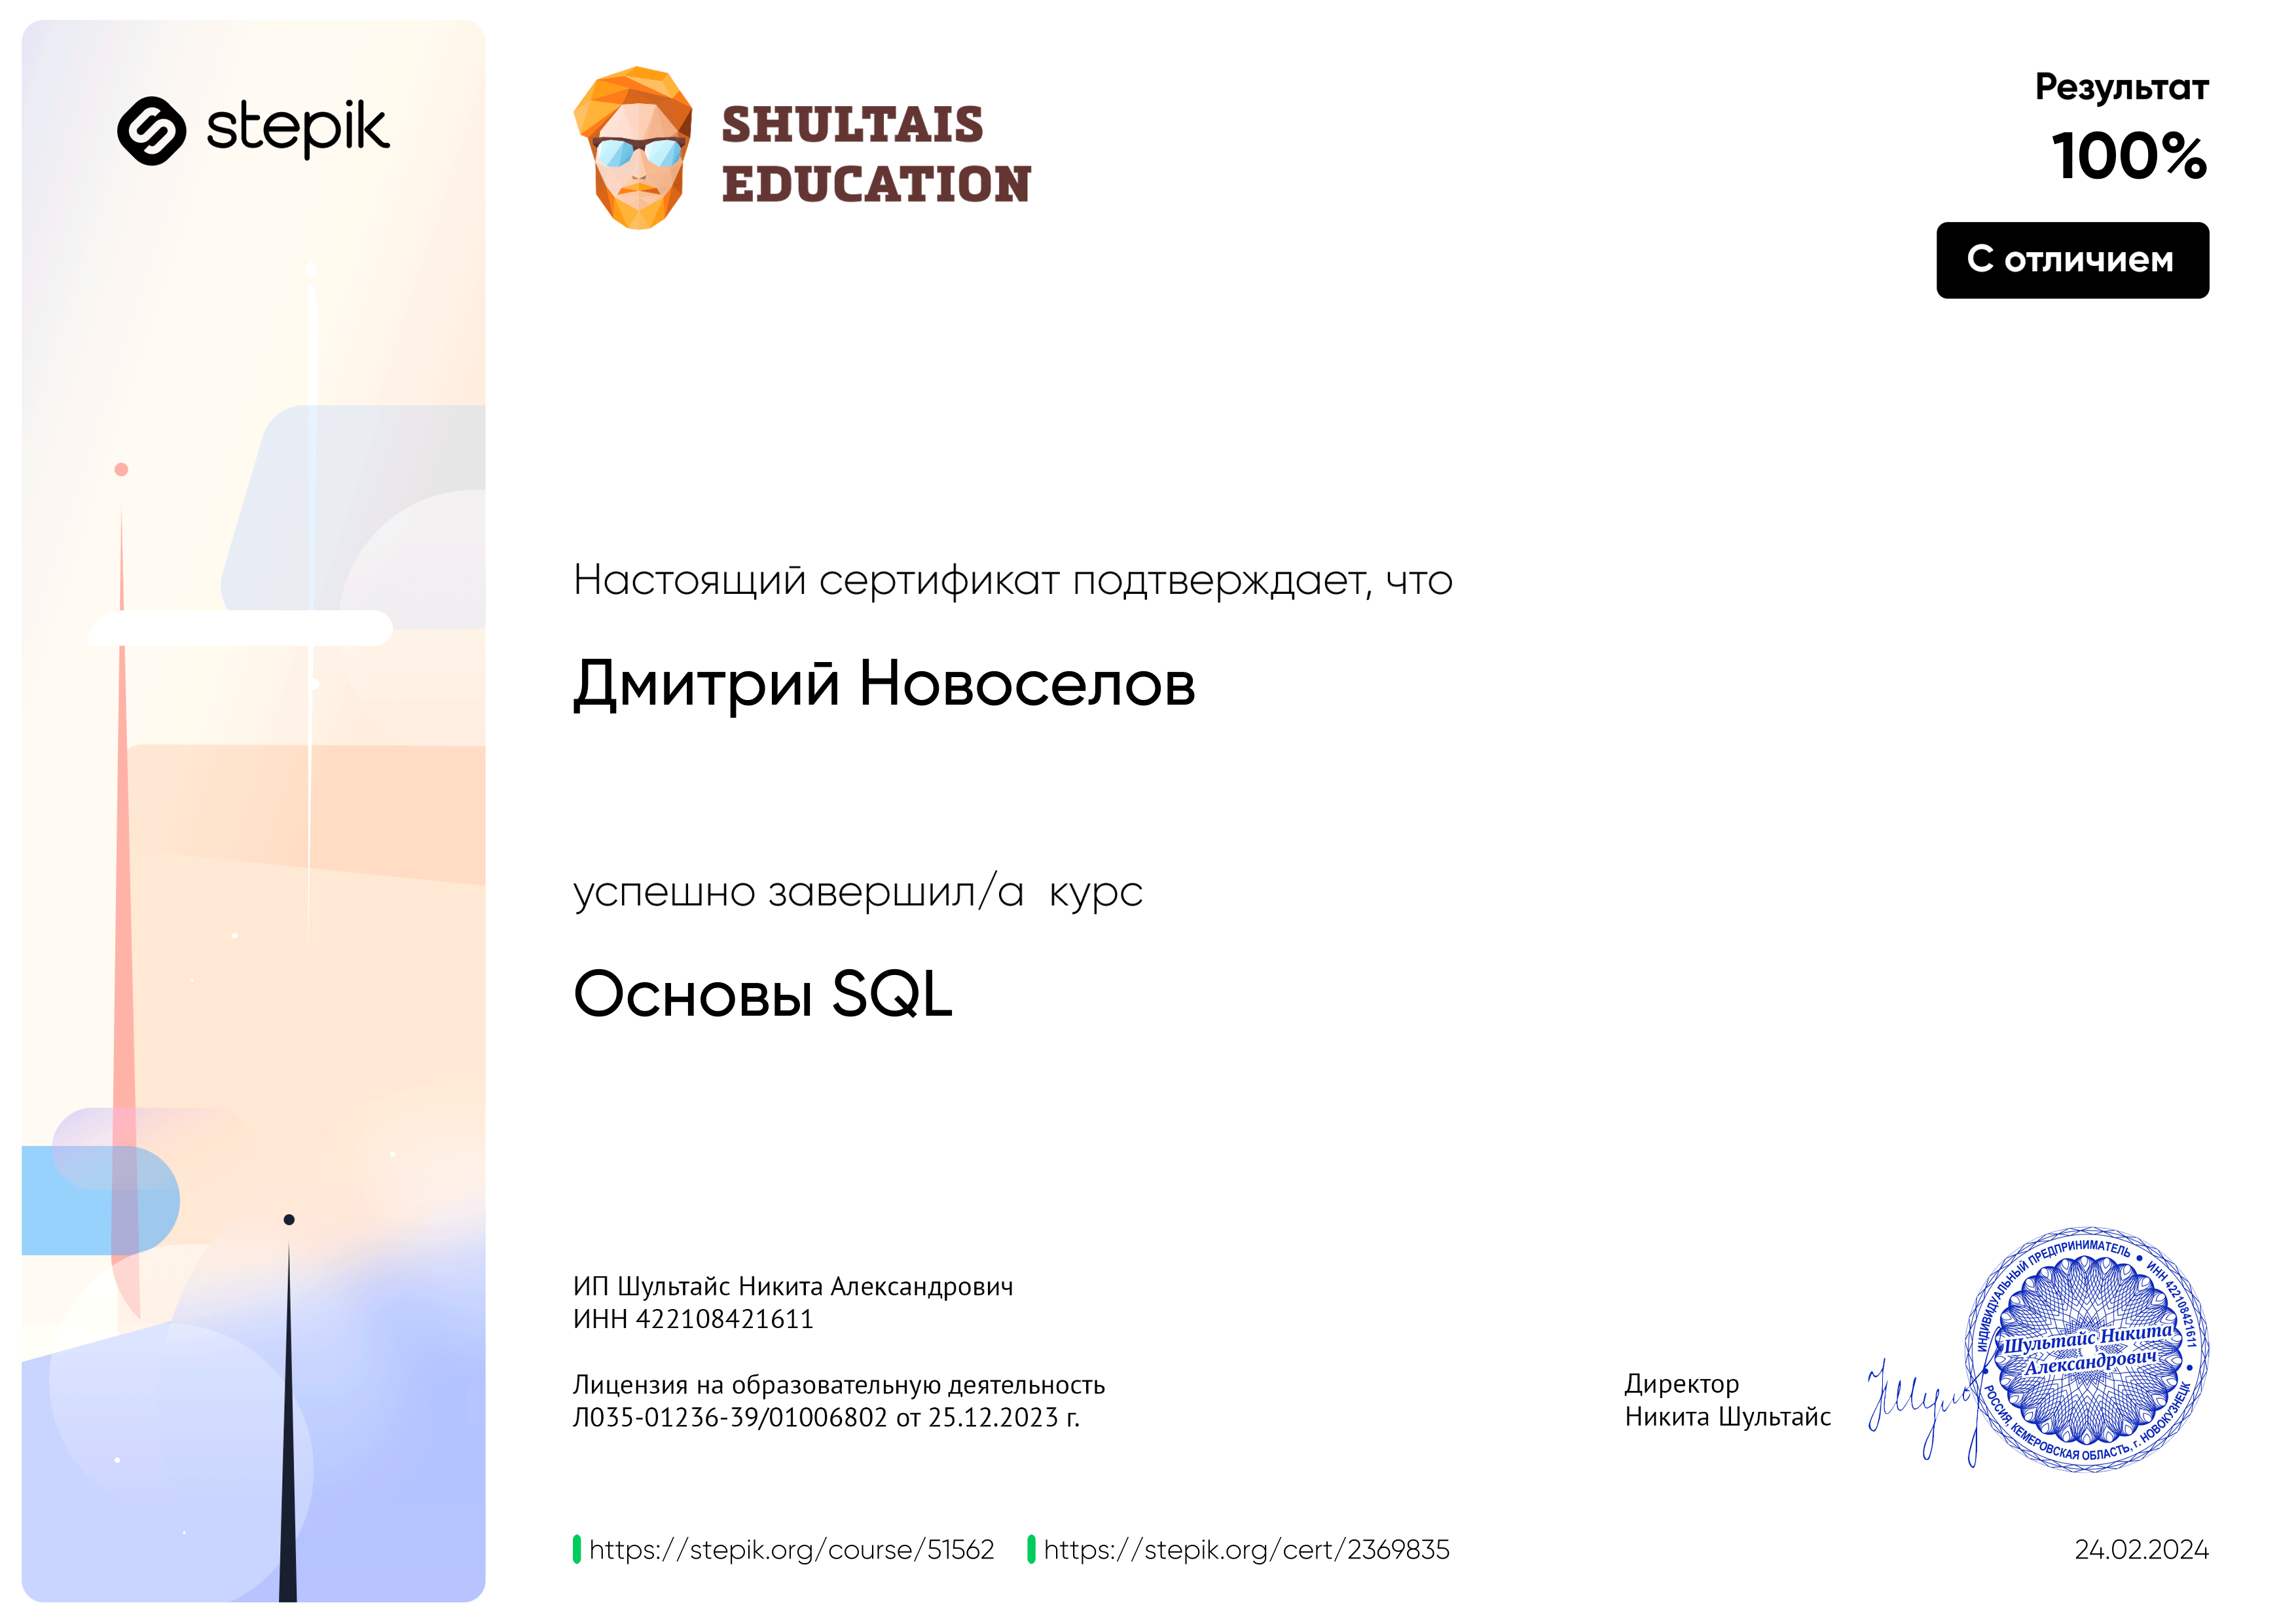 stepik
SHULTAIS
EDUCATION
Результат
100%
С отличием
Настоящий сертификат подтверждает, что
Дмитрий Новоселов
успешно завершил/а курс
Основы SQL
ИП Шультайс Никита Александрович
ИНН 422108421611
Лицензия на образовательную деятельность
Л035-01236-39/01006802 от 25.12.2023 г.
Директор
Никита Шультайс
ИНДИВИДУАЛЬНЫЙ ПРЕДПРИНИМАТЕЛЬ • ИНН 422108421611 •
Шультайс Никита
Александрович
РОССИЯ, КЕМЕРОВСКАЯ ОБЛАСТЬ, г. НОВОКУЗНЕЦК
https://stepik.org/course/51562
https://stepik.org/cert/2369835
24.02.2024